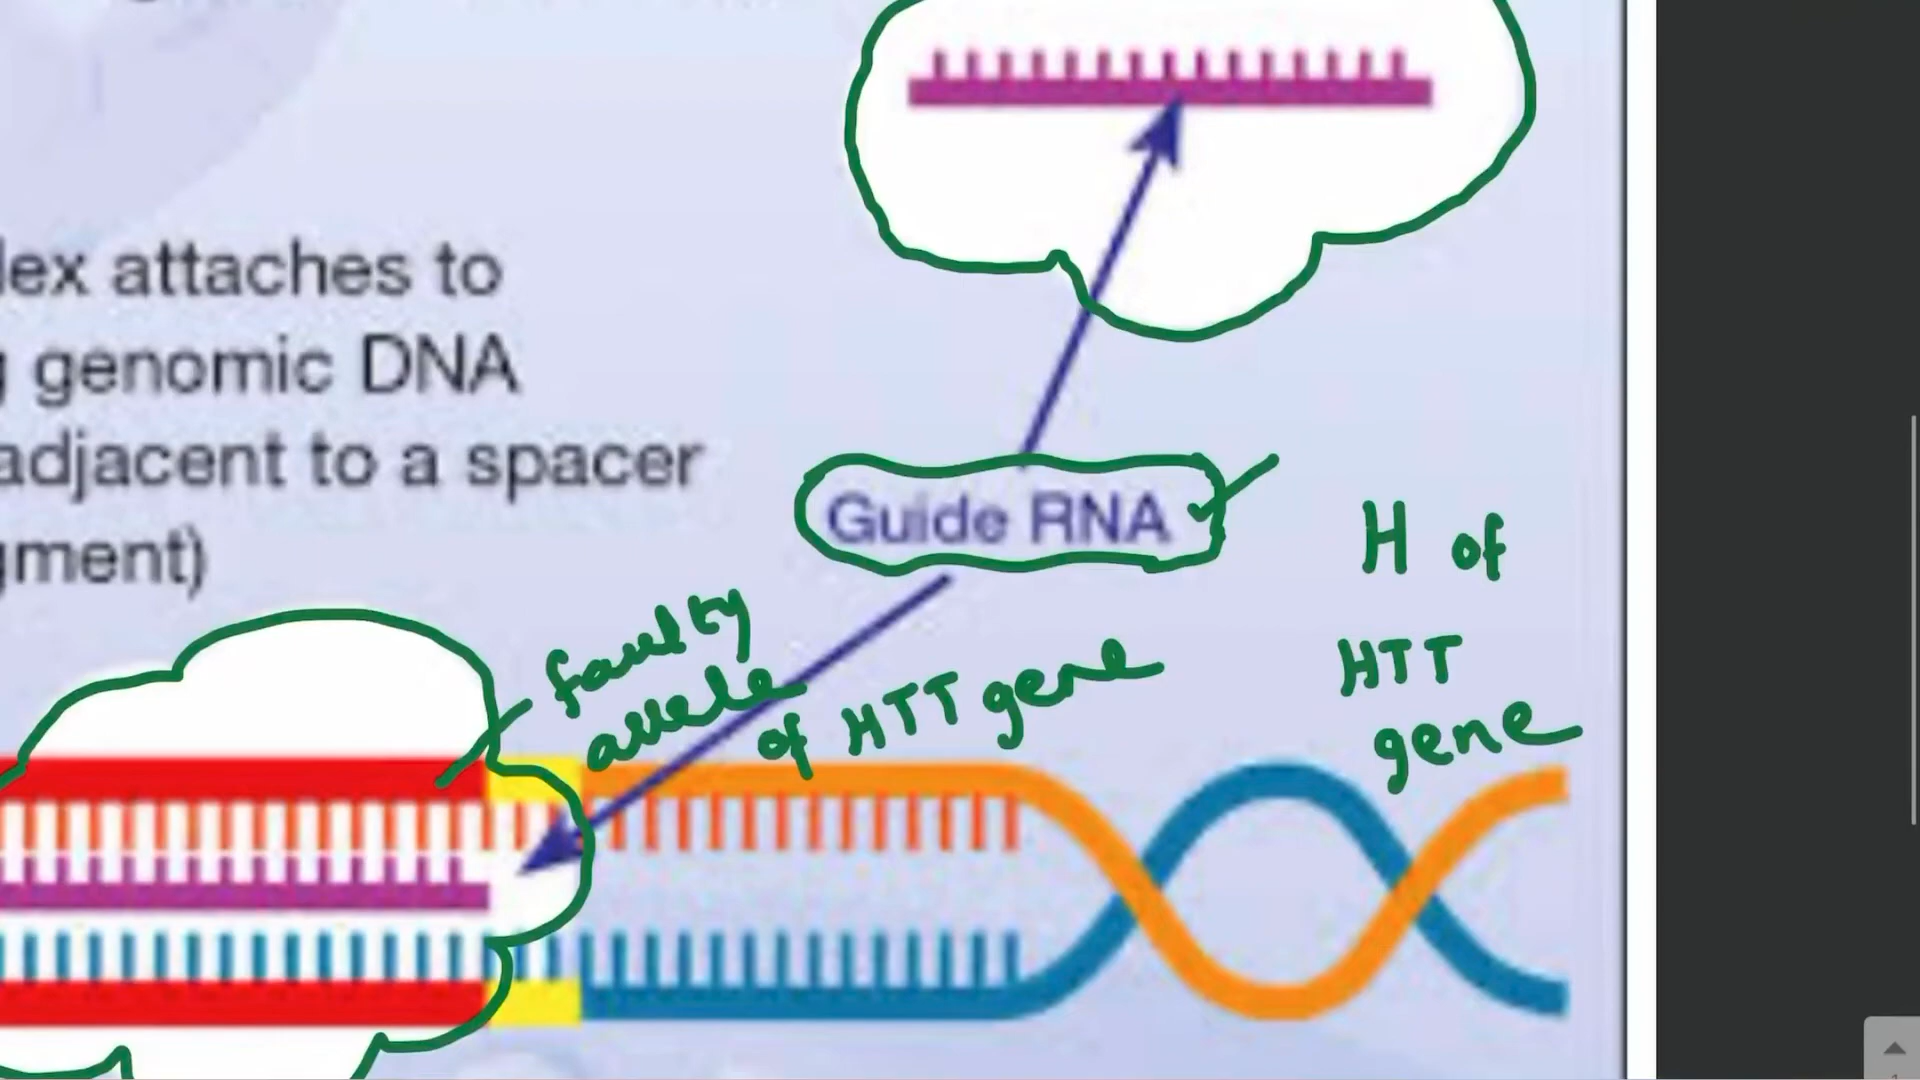 lex attaches to
genomic DNA
adjacent to a spacer
gment)
Guide RNA
faulty
allele
of HTT gene
H of
HTT
gene